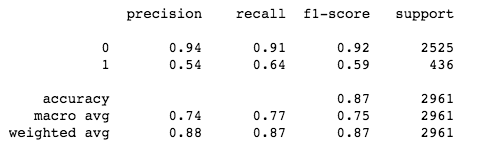 precision recall f1-score support
0 0.94 0.91 0.92 2525
1 0.54 0.64 0.59 436
accuracy 0.87 2961
macro avg 0.74 0.77 0.75 2961
weighted avg 0.88 0.87 0.87 2961